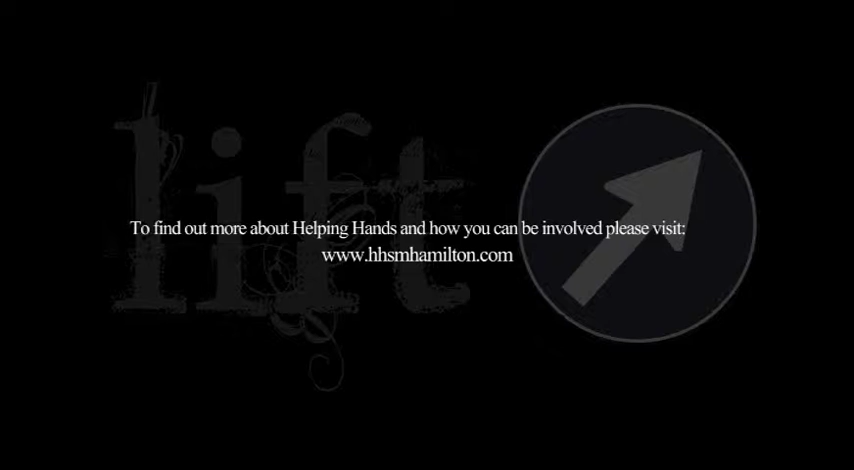 lift
To find out more about Helping Hands and how you can be involved please visit:
www.hhsmhamilton.com